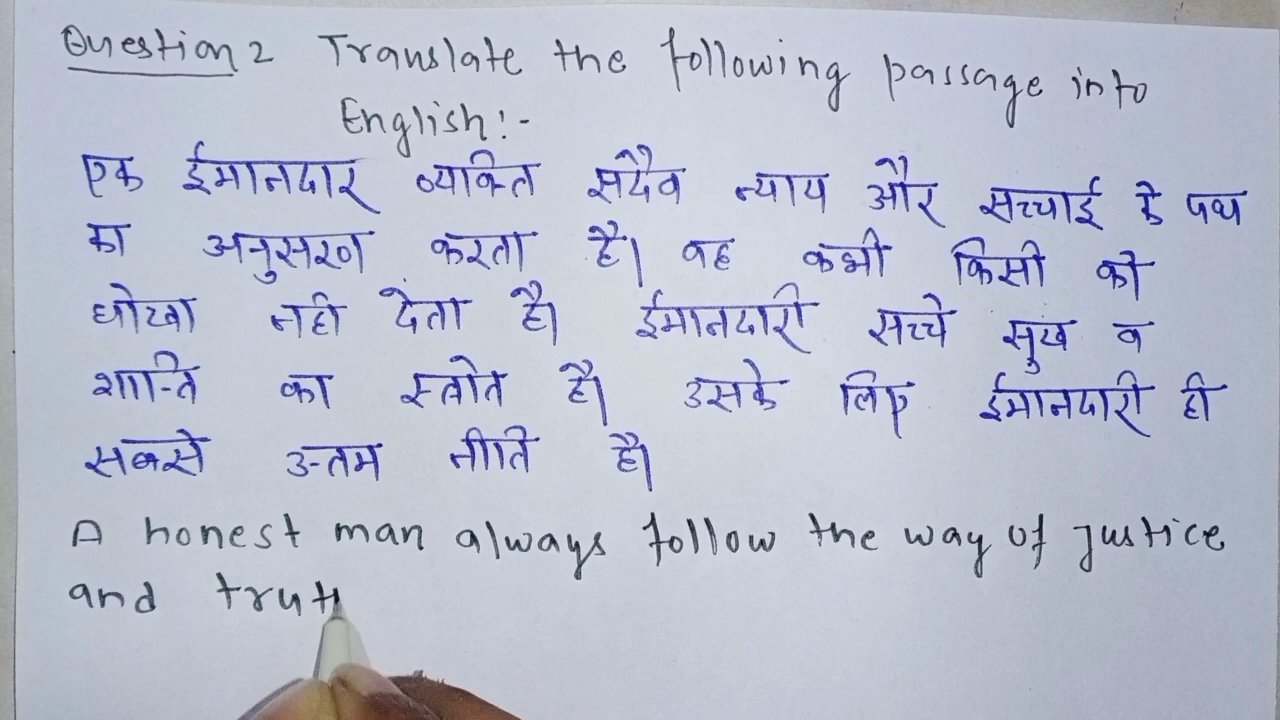 Question 2 Translate the following passage into
English:-
एक ईमानदार व्यक्ति सदैव न्याय और सच्चाई के पथ
का अनुसरण करता है। वह कभी किसी को
धोखा नही देता है। ईमानदारी सच्चे सुख व
शान्ति का स्त्रोत है। उसके लिए ईमानदारी ही
सबसे उत्तम नीति है।
A honest man always follow the way of justice
and trut